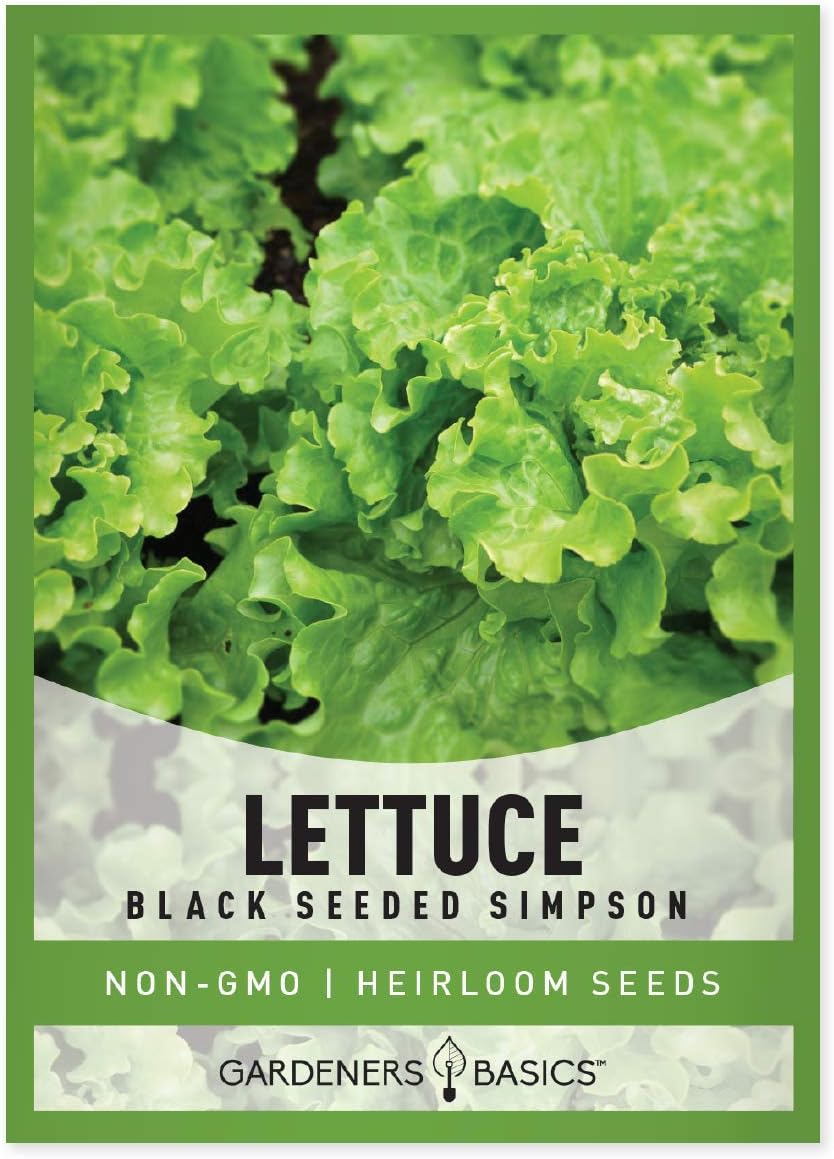 LETTUCE
BLACK SEEDED SIMPSON
NON-GMO | HEIRLOOM SEEDS
GARDENERS BASICS™